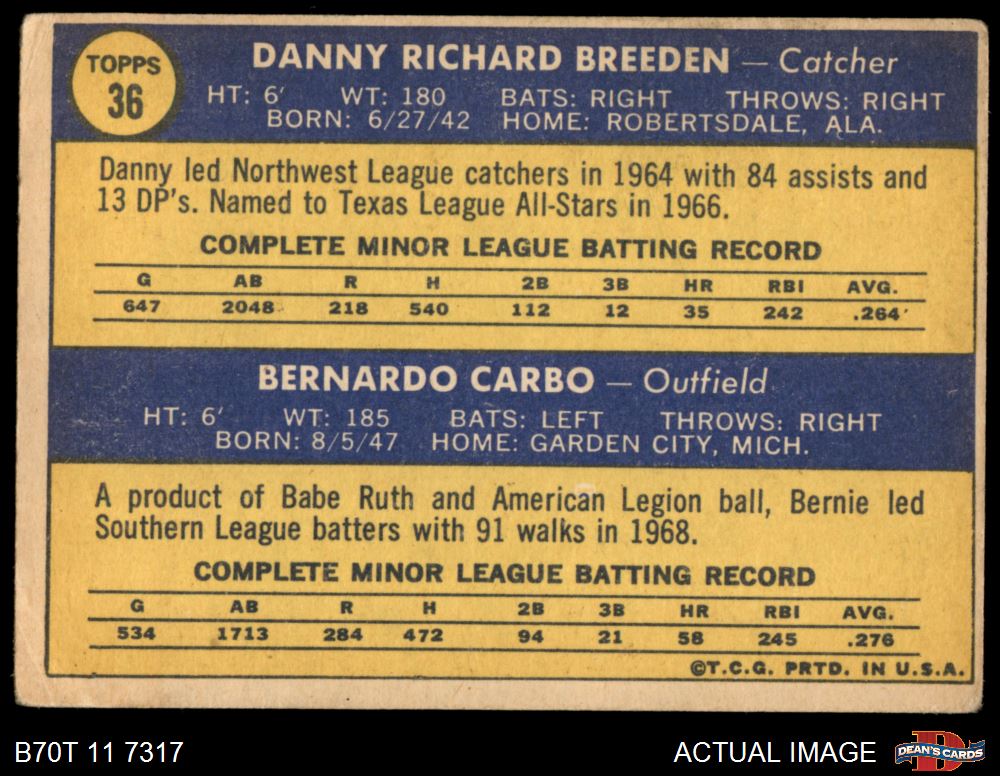 TOPPS
36
DANNY RICHARD BREEDEN — Catcher
HT: 6' WT: 180 BATS: RIGHT THROWS: RIGHT
BORN: 6/27/42 HOME: ROBERTSDALE, ALA.
Danny led Northwest League catchers in 1964 with 84 assists and
13 DP's. Named to Texas League All-Stars in 1966.
COMPLETE MINOR LEAGUE BATTING RECORD
G AB R H 2B 3B HR RBI AVG.
647 2048 218 540 112 12 35 242 .264
BERNARDO CARBO — Outfield
HT: 6' WT: 185 BATS: LEFT THROWS: RIGHT
BORN: 8/5/47 HOME: GARDEN CITY, MICH.
A product of Babe Ruth and American Legion ball, Bernie led
Southern League batters with 91 walks in 1968.
COMPLETE MINOR LEAGUE BATTING RECORD
G AB R H 2B 3B HR RBI AVG.
534 1713 284 472 94 21 58 245 .276
©T.C.G. PRTD. IN U.S.A.
B70T 11 7317
ACTUAL IMAGE
D
DEAN'S CARDS